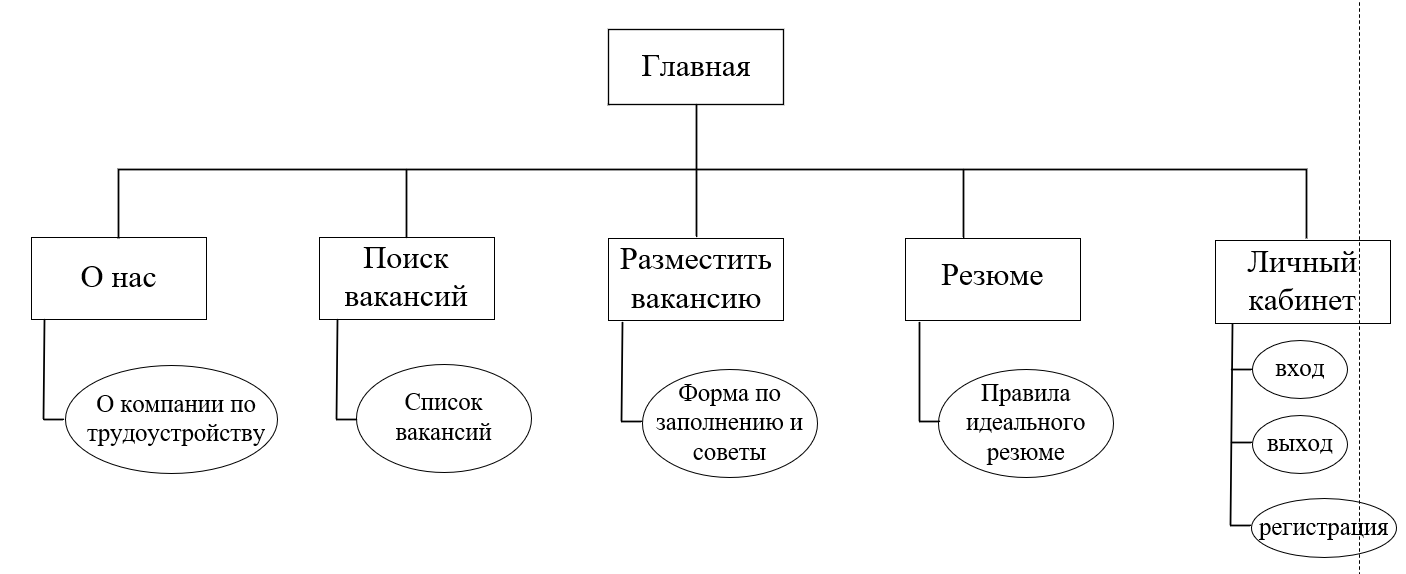 Главная
О нас
Поиск
вакансий
Разместить
вакансию
Резюме
Личный
кабинет
О компании по
трудоустройству
Список
вакансий
Форма по
заполнению и
советы
Правила
идеального
резюме
вход
выход
регистрация